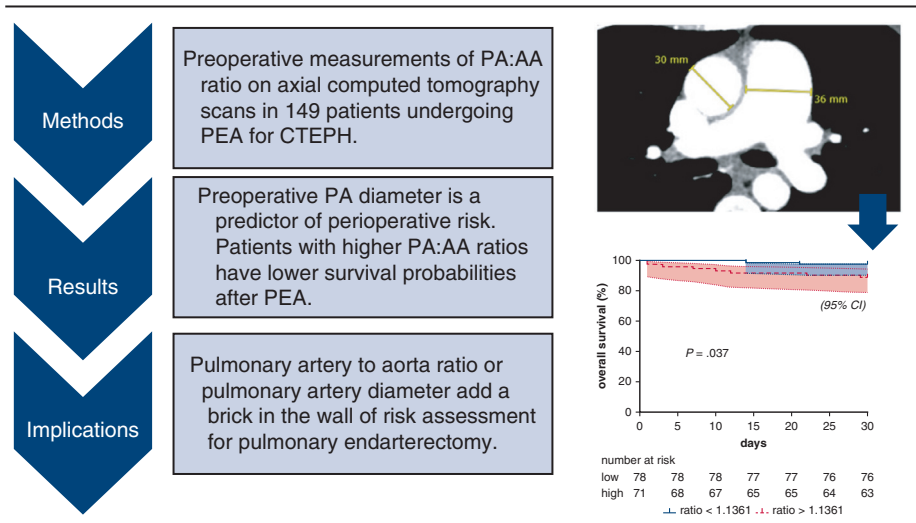 Methods
Preoperative measurements of PA:AA
ratio on axial computed tomography
scans in 149 patients undergoing
PEA for CTEPH.
Results
Preoperative PA diameter is a
predictor of perioperative risk.
Patients with higher PA:AA ratios
have lower survival probabilities
after PEA.
Implications
Pulmonary artery to aorta ratio or
pulmonary artery diameter add a
brick in the wall of risk assessment
for pulmonary endarterectomy.
30 mm
36 mm
overall survival (%)
100
80
60
40
20
0
(95% CI)
P = .037
0 5 10 15 20 25 30
days
number at risk
low 78 78 78 77 77 76 76
high 71 68 67 65 65 64 63
ratio < 1.1361 ratio > 1.1361